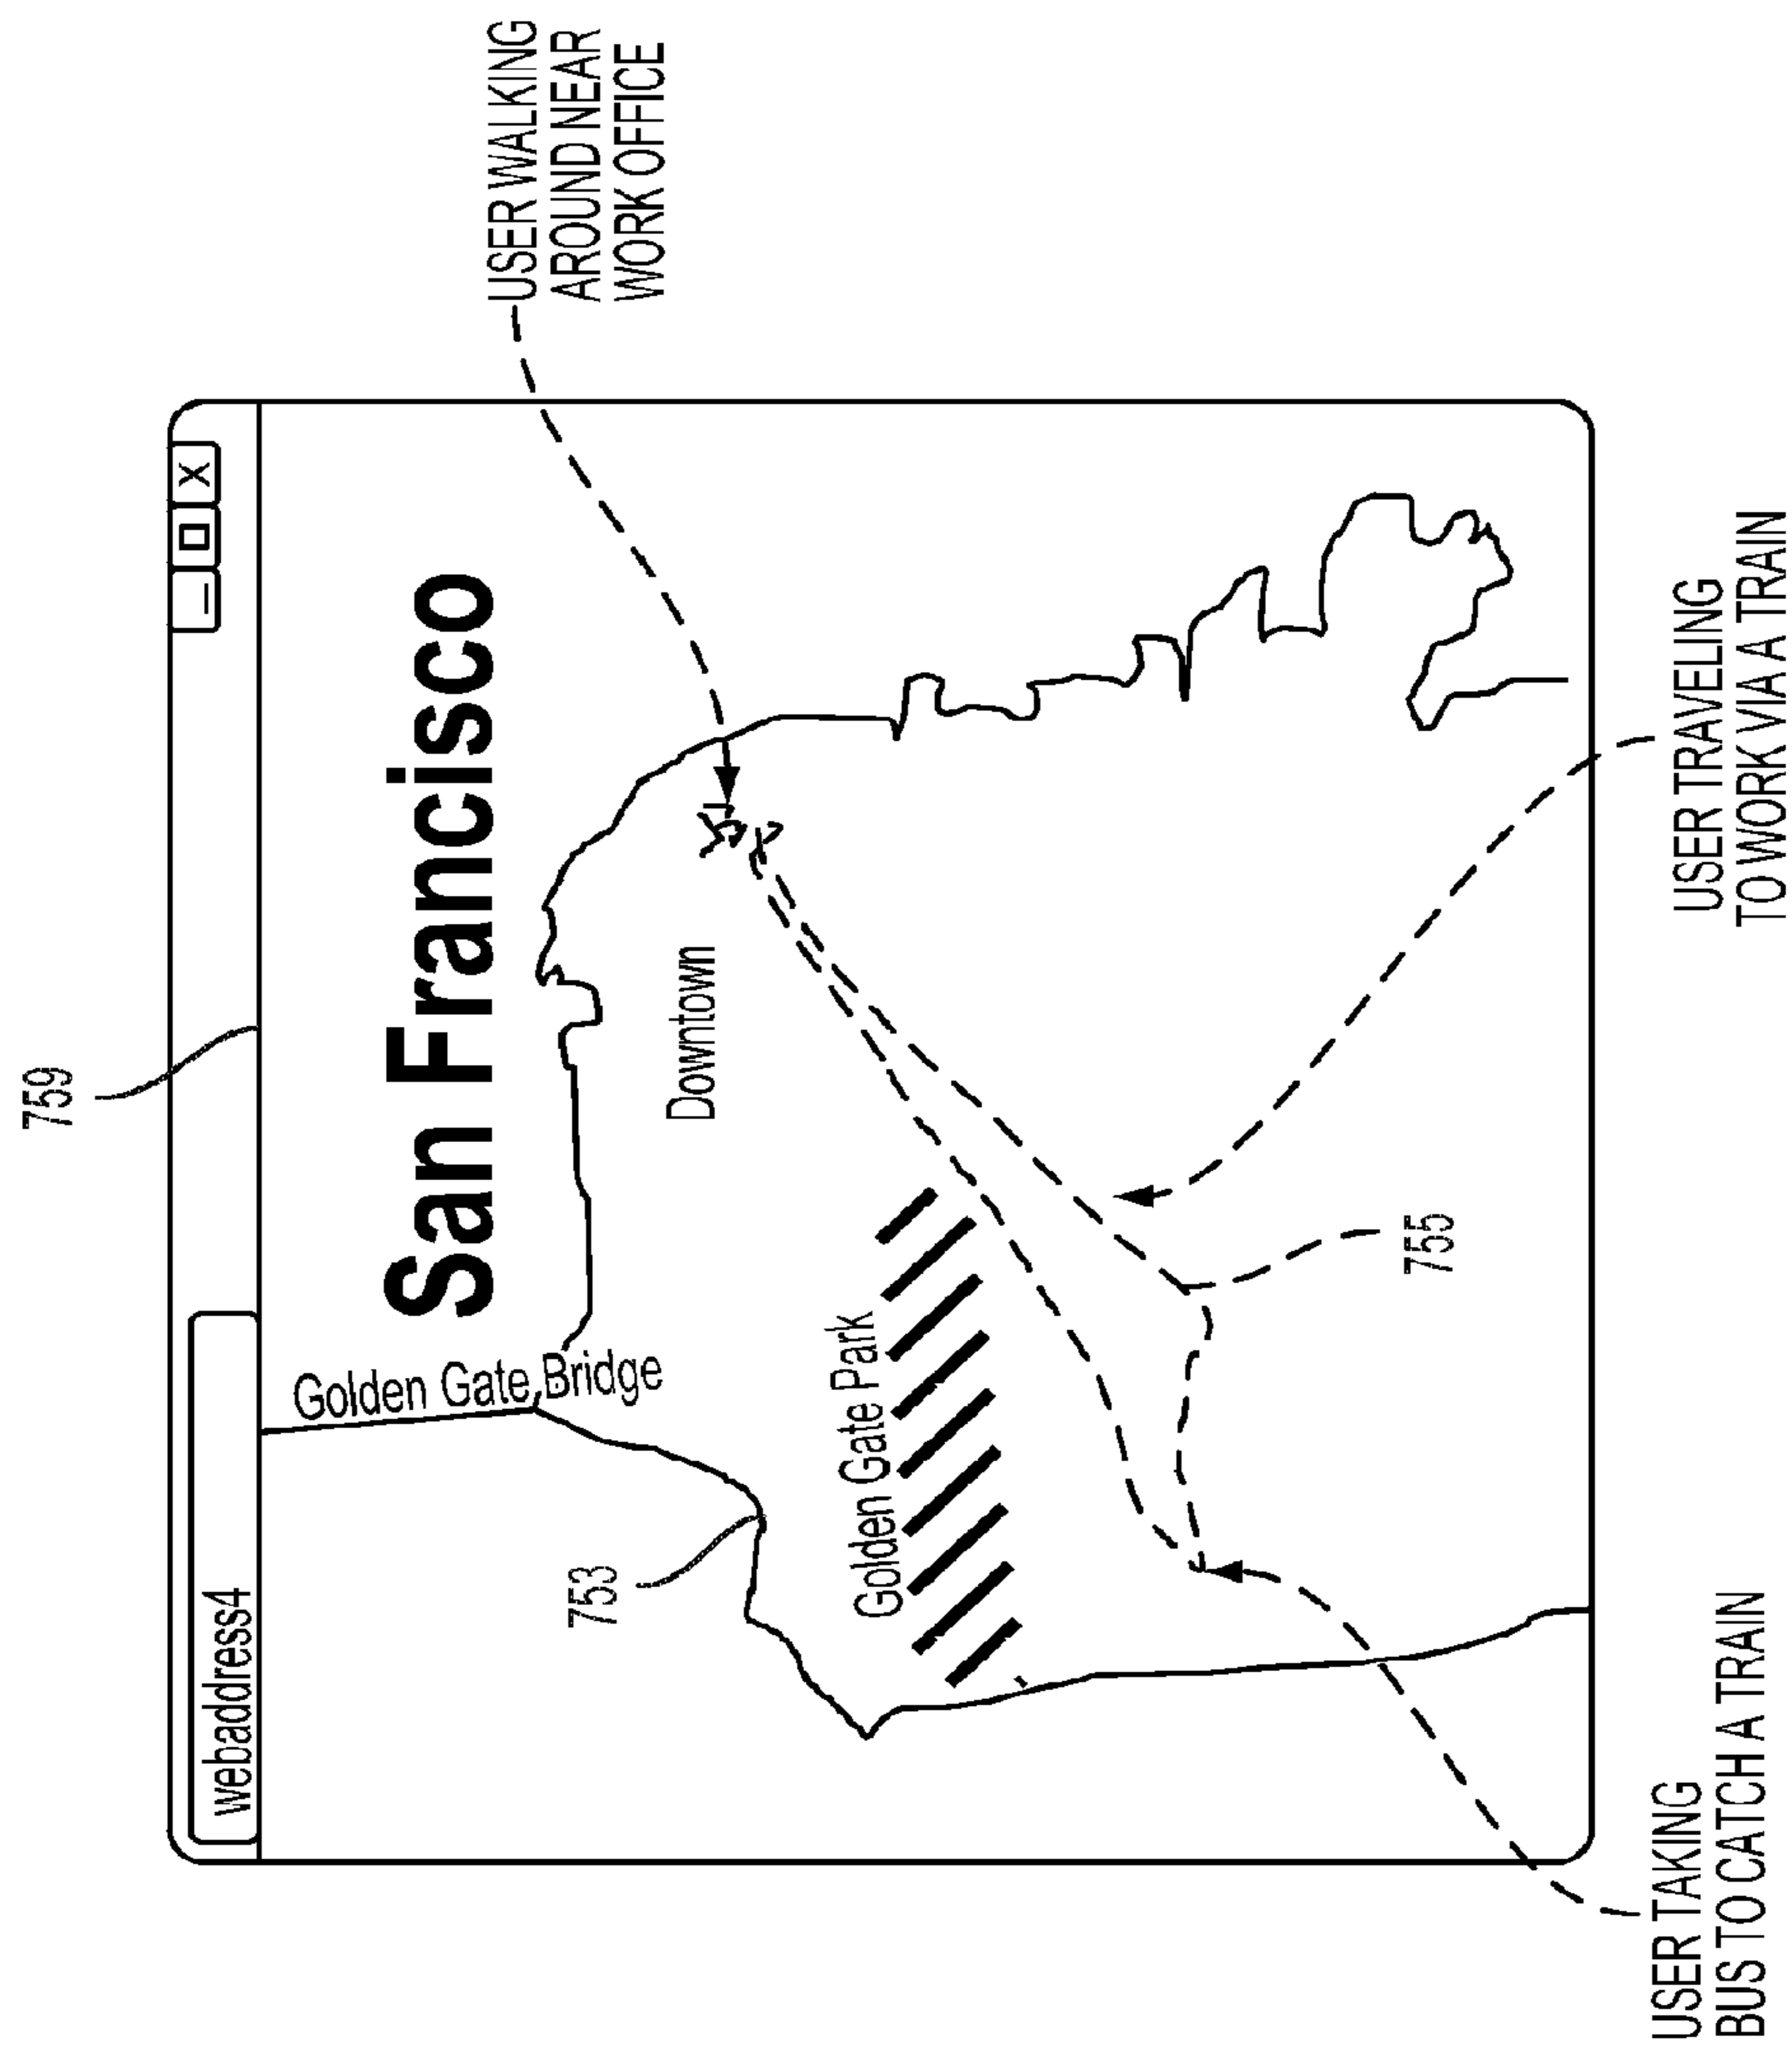 759
webaddress4
_ X
San Francisco
Golden Gate Bridge
753
Downtown
Golden Gate Park
755
USER WALKING
AROUND NEAR
WORK OFFICE
USER TAKING
BUS TO CATCH A TRAIN
USER TRAVELING
TO WORK VIA A TRAIN